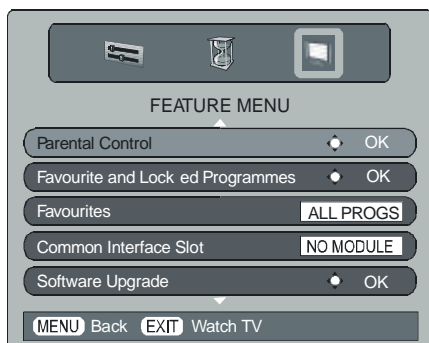 FEATURE MENU
Parental Control OK
Favourite and Lock ed Programmes OK
Favourites ALL PROGS
Common Interface Slot NO MODULE
Software Upgrade OK
MENU Back EXIT Watch TV